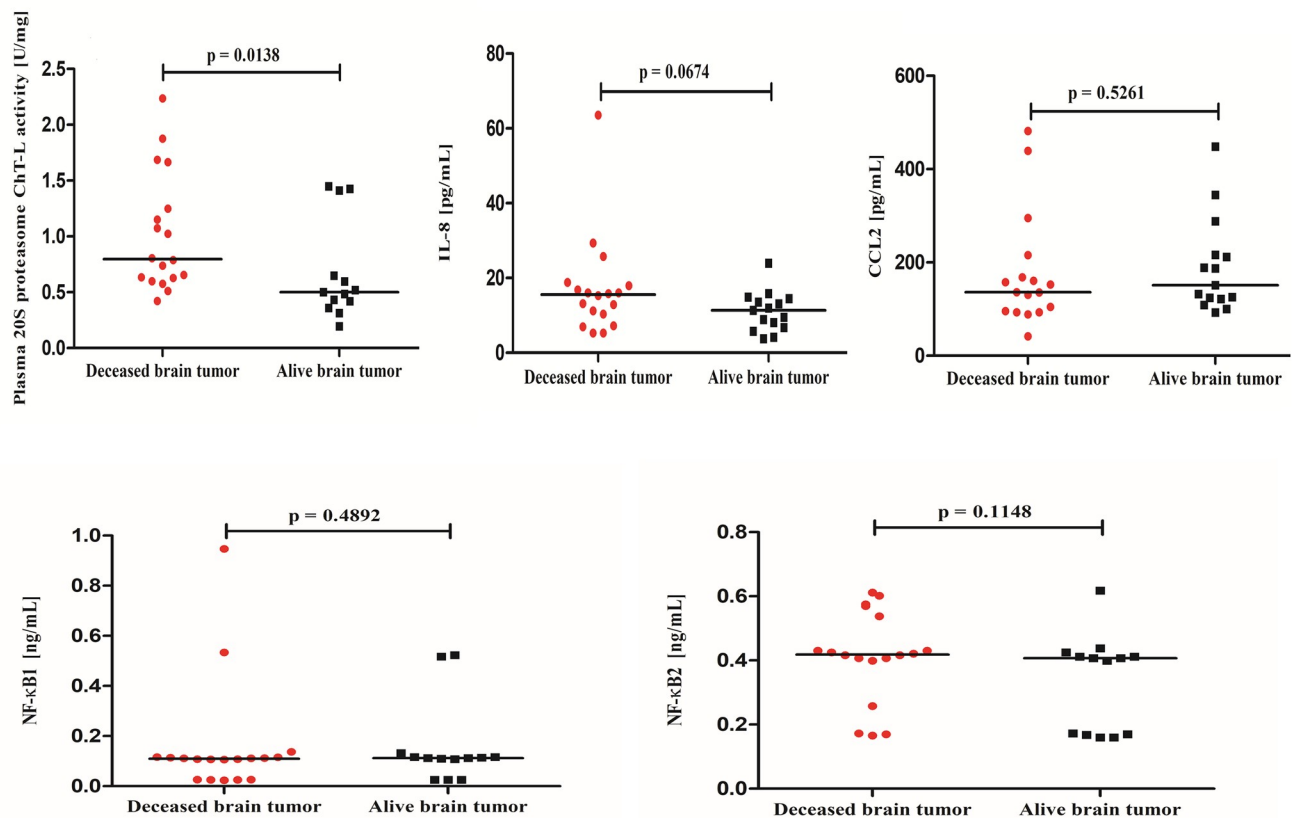 Plasma 20S proteasome ChT-L activity [U/mg]
p = 0.0138
2.5
2.0
1.5
1.0
0.5
0.0
Deceased brain tumor
Alive brain tumor
IL-8 [pg/mL]
p = 0.0674
80
60
40
20
0
Deceased brain tumor
Alive brain tumor
CCL2 [pg/mL]
p = 0.5261
600
400
200
0
Deceased brain tumor
Alive brain tumor
NF-κB1 [ng/mL]
p = 0.4892
1.0
0.8
0.6
0.4
0.2
0.0
Deceased brain tumor
Alive brain tumor
NF-κB2 [ng/mL]
p = 0.1148
0.8
0.6
0.4
0.2
0.0
Deceased brain tumor
Alive brain tumor